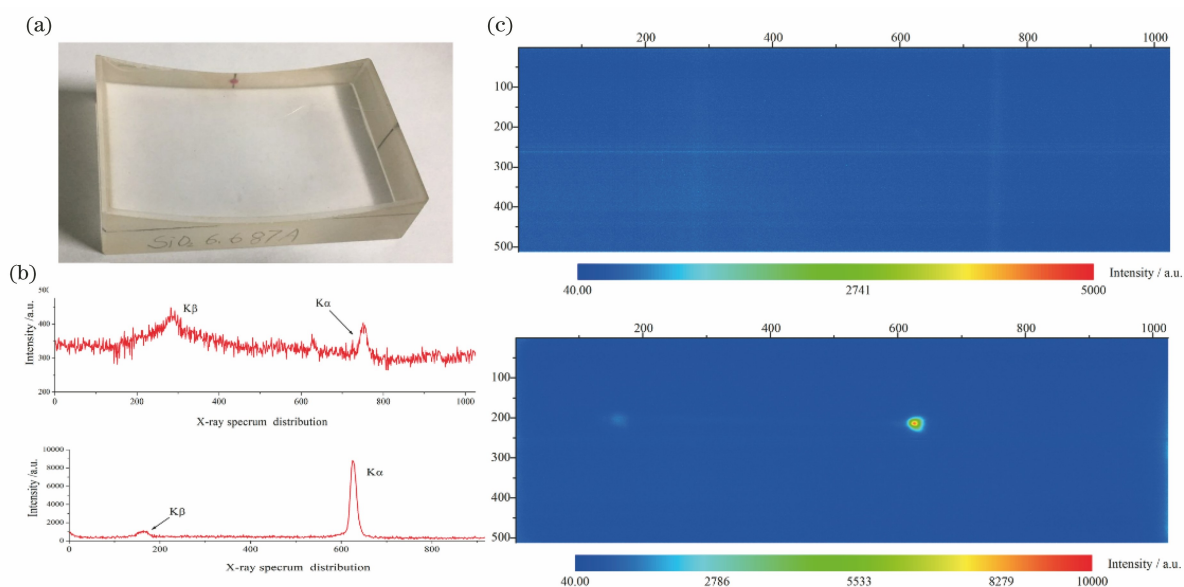 (a)
SiO₂ 6.687A
(b)
500
400
300
200
Intensity /a.u.
Kβ
Kα
0 200 400 600 800 1000
X-ray specrum distribution
10000
8000
6000
4000
2000
0
Intensity /a.u.
Kα
Kβ
0 200 400 600 800
X-ray specrum distribution
(c)
200 400 600 800 1000
100
200
300
400
500
Intensity / a.u.
40.00 2741 5000
200 400 600 800 1000
100
200
300
400
500
Intensity / a.u.
40.00 2786 5533 8279 10000